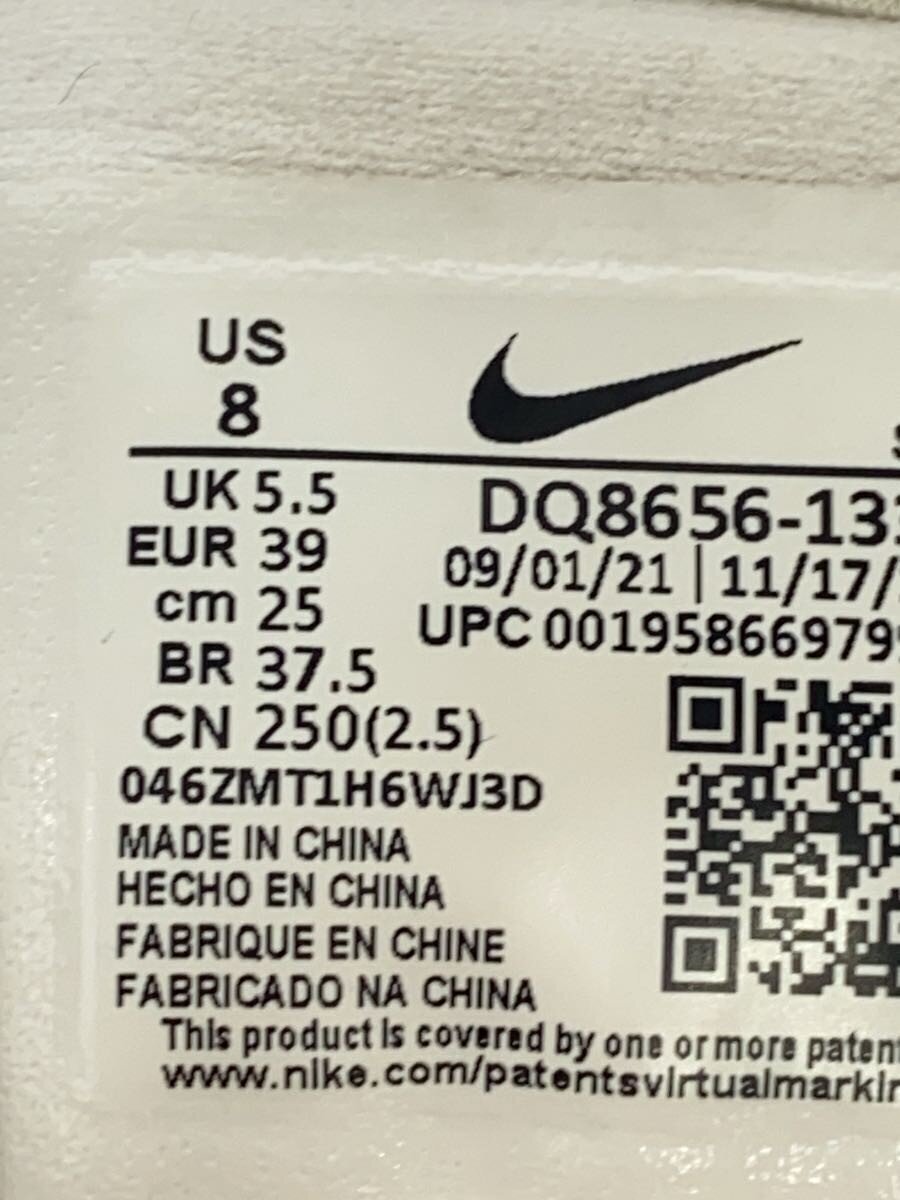 US
8
UK 5.5
EUR 39
cm 25
BR 37.5
CN 250(2.5)
DQ8656-13
09/01/21 | 11/17/
UPC 00195866979
046ZMT1H6WJ3D
MADE IN CHINA
HECHO EN CHINA
FABRIQUE EN CHINE
FABRICADO NA CHINA
This product is covered by one or more paten
www.nike.com/patentsvirtualmarkin